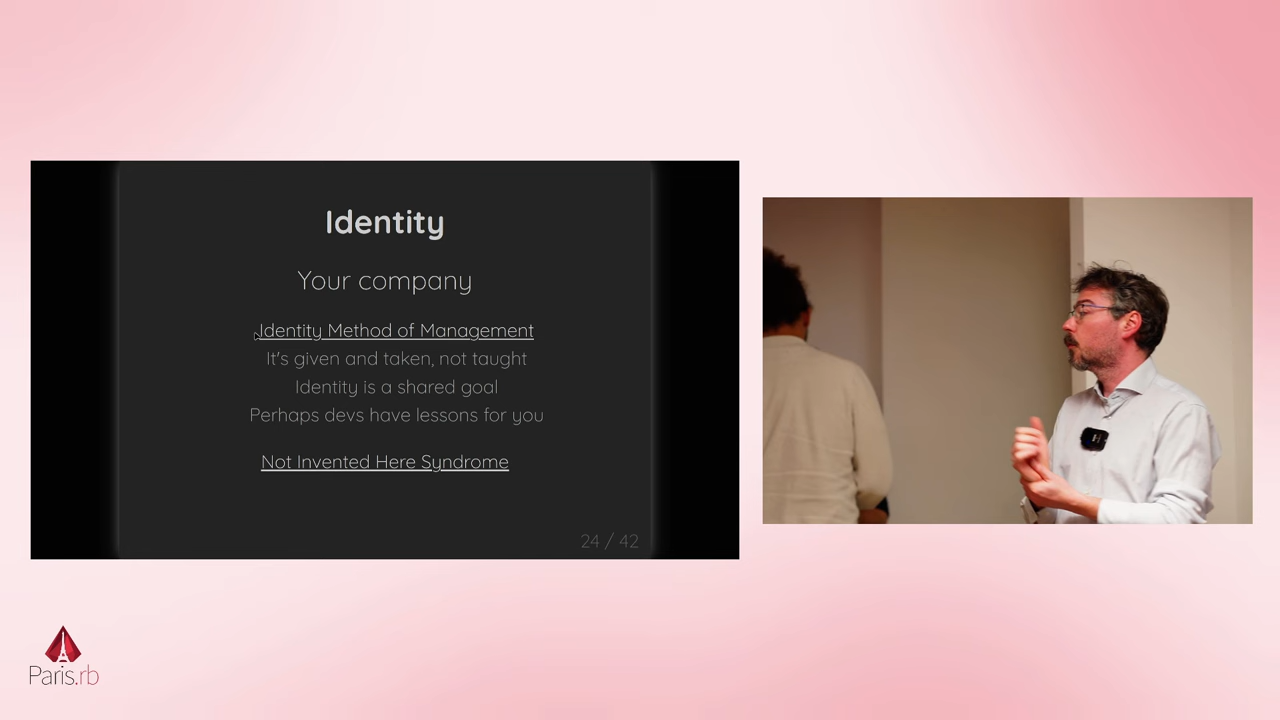 Identity
Your company
Identity Method of Management
It's given and taken, not taught
Identity is a shared goal
Perhaps devs have lessons for you
Not Invented Here Syndrome
24 / 42
Paris.rb